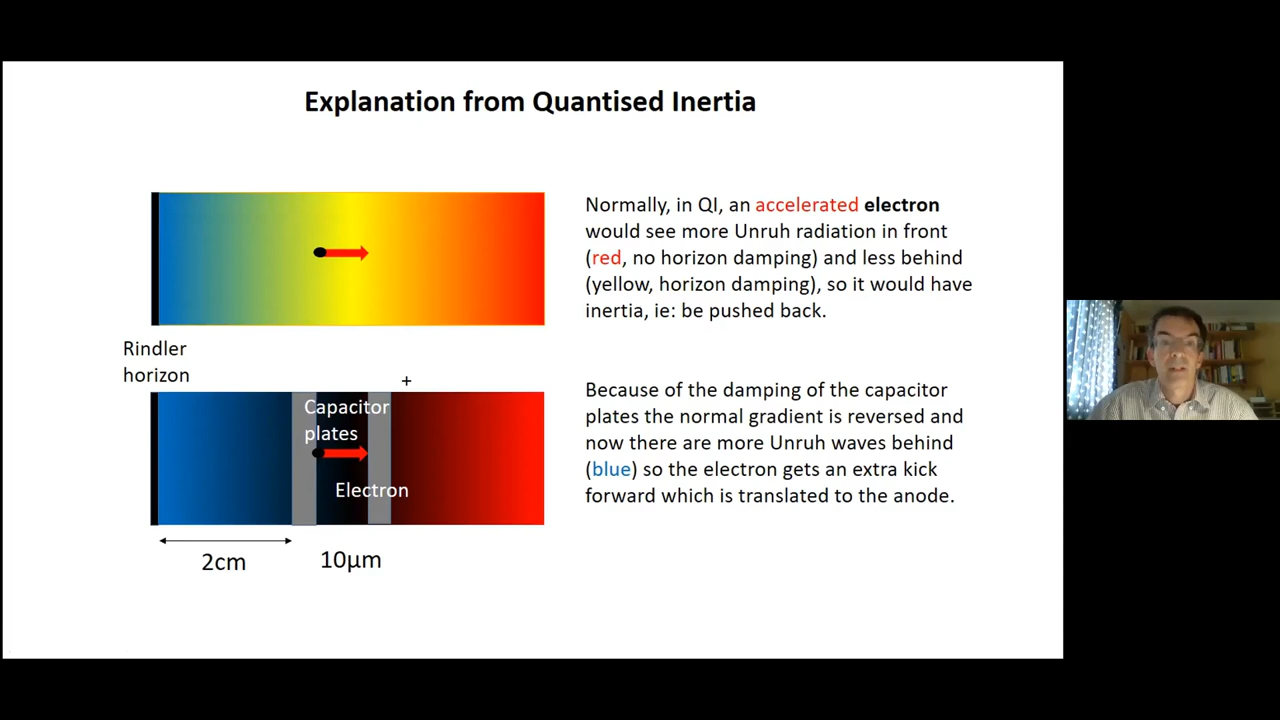 Explanation from Quantised Inertia
Normally, in QI, an accelerated electron
would see more Unruh radiation in front
(red, no horizon damping) and less behind
(yellow, horizon damping), so it would have
inertia, ie: be pushed back.
Rindler
horizon
+
Capacitor
plates
Electron
2cm
10µm
Because of the damping of the capacitor
plates the normal gradient is reversed and
now there are more Unruh waves behind
(blue) so the electron gets an extra kick
forward which is translated to the anode.